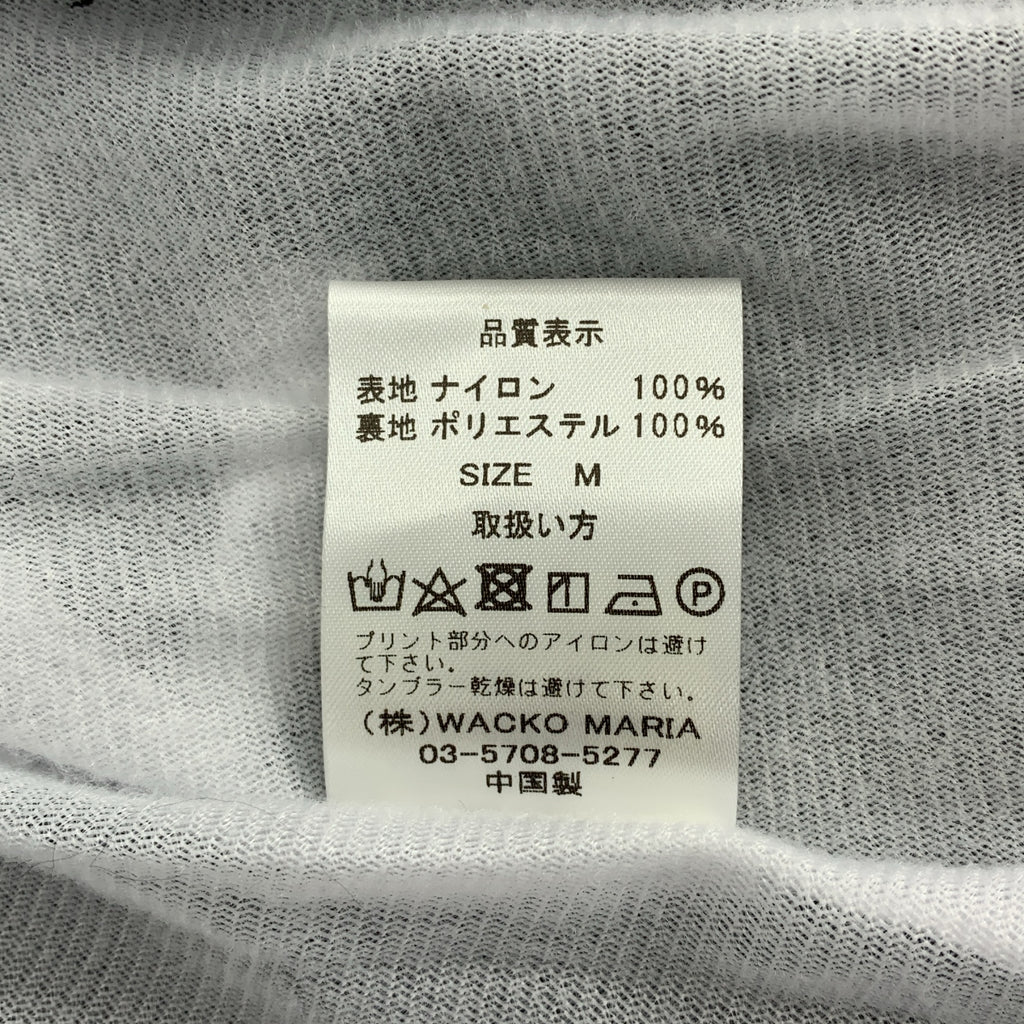 品質表示
表地 ナイロン 100%
裏地 ポリエステル 100%
SIZE M
取扱い方
P
プリント部分へのアイロンは避け
て下さい。
タンブラー乾燥は避けて下さい。
(株)WACKO MARIA
03-5708-5277
中国製